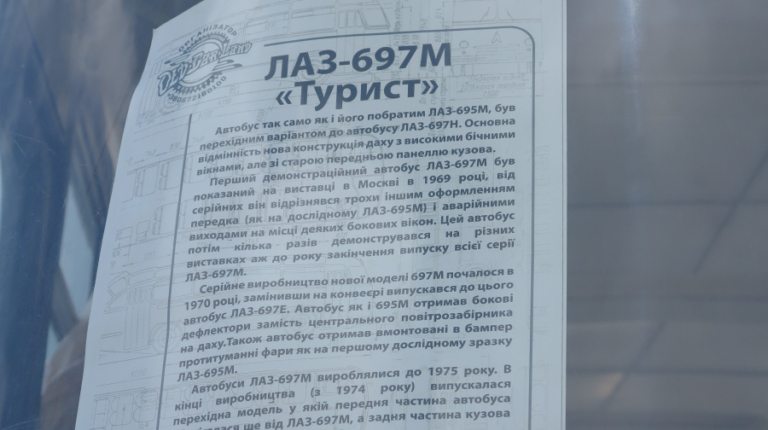 ОРГАНІЗАТОР
ЛАЗ-697М
«Турист»
Автобус так само як і його побратим ЛАЗ-695М, був
перехідним варіантом до автобусу ЛАЗ-697Н. Основна
відмінність нова конструкція даху з високими бічними
вікнами, але зі старою передньою панеллю кузова.
Перший демонстраційний автобус ЛАЗ-697М був
показаний на виставці в Москві в 1969 році, від
серійних він відрізнявся трохи іншим оформленням
передка (як на дослідному ЛАЗ-695М) і аварійними
виходами на місці деяких бокових вікон. Цей автобус
потім кілька разів демонструвався на різних
виставках аж до року закінчення випуску всієї серії
ЛАЗ-697М.
Серійне виробництво нової моделі 697М почалося в
1970 році, замінивши на конвеєрі випускався до цього
автобус ЛАЗ-697Е. Автобус як і 695М отримав бокові
дефлектори замість центрального повітрозабірника
на даху.Також автобус отримав вмонтовані в бампер
протитуманні фари як на першому дослідному зразку
ЛАЗ-695М.
Автобуси ЛАЗ-697М вироблялися до 1975 року. В
кінці виробництва (з 1974 року) випускалася
перехідна модель у якій передня частина автобуса
ще від ЛАЗ-697М, а задня частина кузова